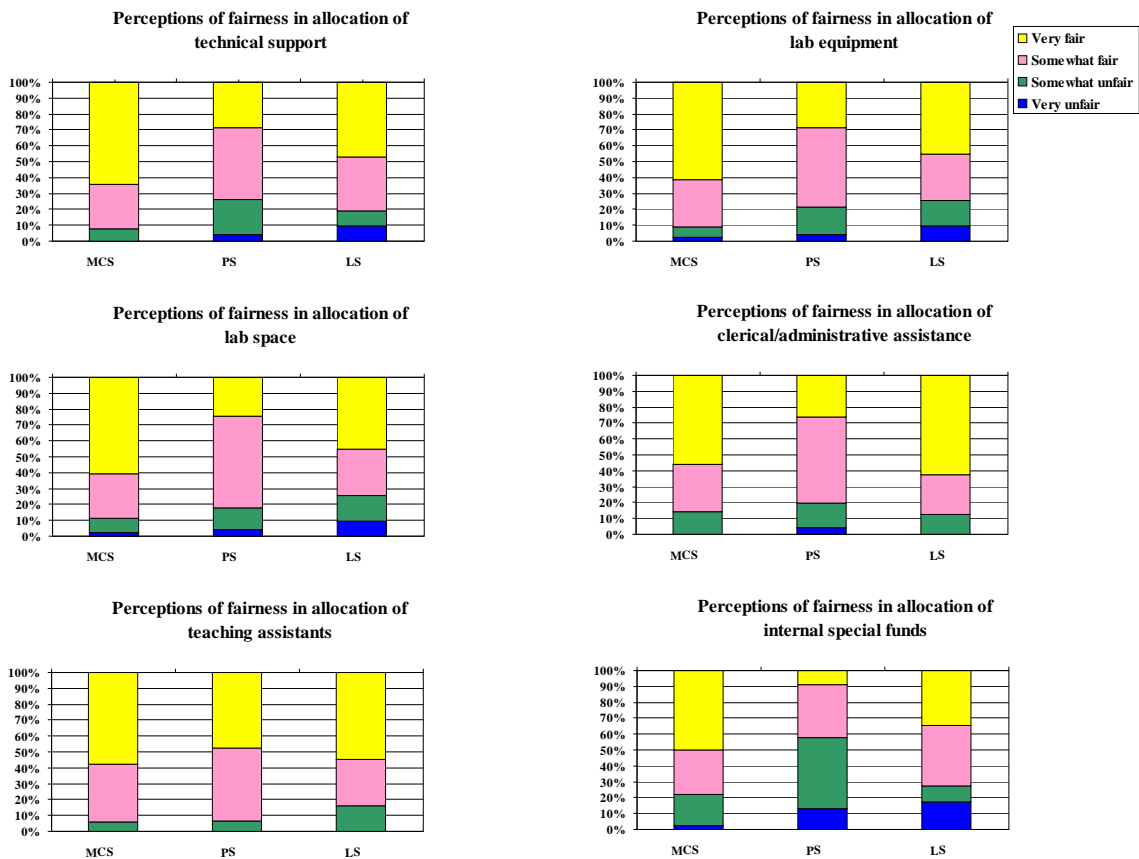 Perceptions of fairness in allocation of
technical support
100%
90%
80%
70%
60%
50%
40%
30%
20%
10%
0%
MCS
PS
LS
Perceptions of fairness in allocation of
lab equipment
100%
90%
80%
70%
60%
50%
40%
30%
20%
10%
0%
MCS
PS
LS
Very fair
Somewhat fair
Somewhat unfair
Very unfair
Perceptions of fairness in allocation of
lab space
100%
90%
80%
70%
60%
50%
40%
30%
20%
10%
0%
MCS
PS
LS
Perceptions of fairness in allocation of
clerical/administrative assistance
100%
90%
80%
70%
60%
50%
40%
30%
20%
10%
0%
MCS
PS
LS
Perceptions of fairness in allocation of
teaching assistants
100%
90%
80%
70%
60%
50%
40%
30%
20%
10%
0%
MCS
PS
LS
Perceptions of fairness in allocation of
internal special funds
100%
90%
80%
70%
60%
50%
40%
30%
20%
10%
0%
MCS
PS
LS